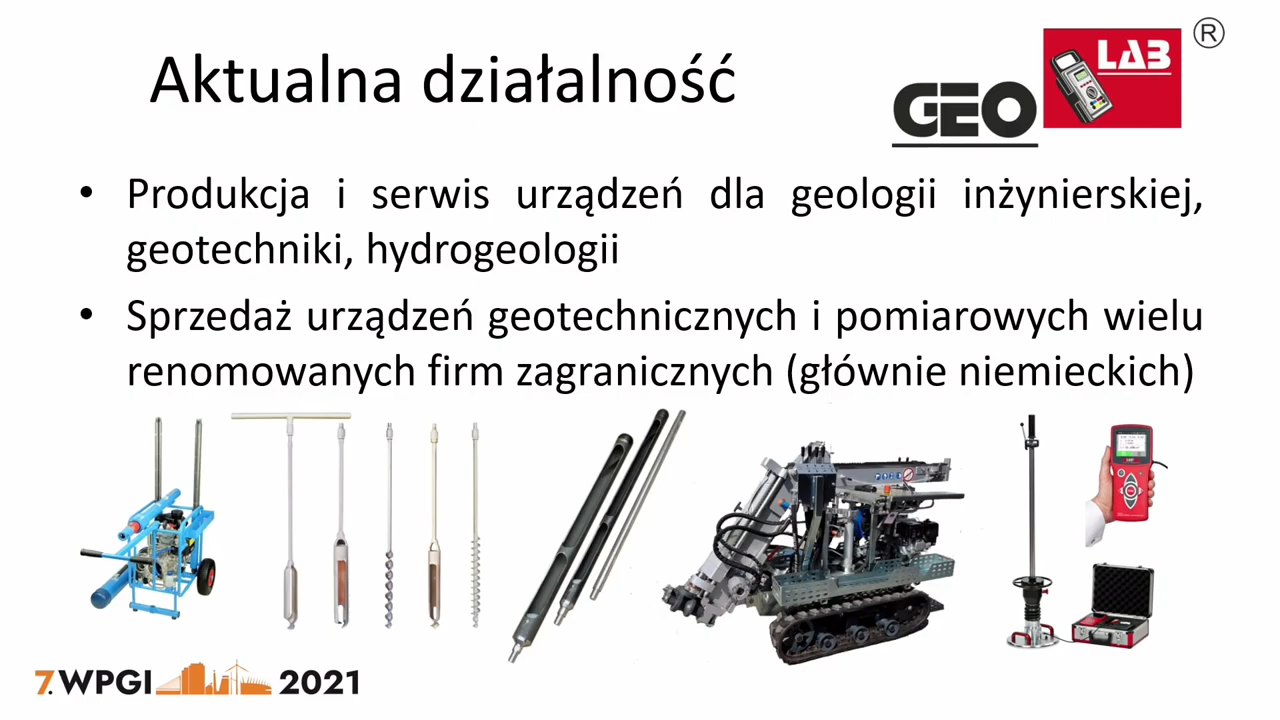 Aktualna działalność
GEO
LAB
®
• Produkcja i serwis urządzeń dla geologii inżynierskiej,
geotechniki, hydrogeologii
• Sprzedaż urządzeń geotechnicznych i pomiarowych wielu
renomowanych firm zagranicznych (głównie niemieckich)
7. WPGI 2021